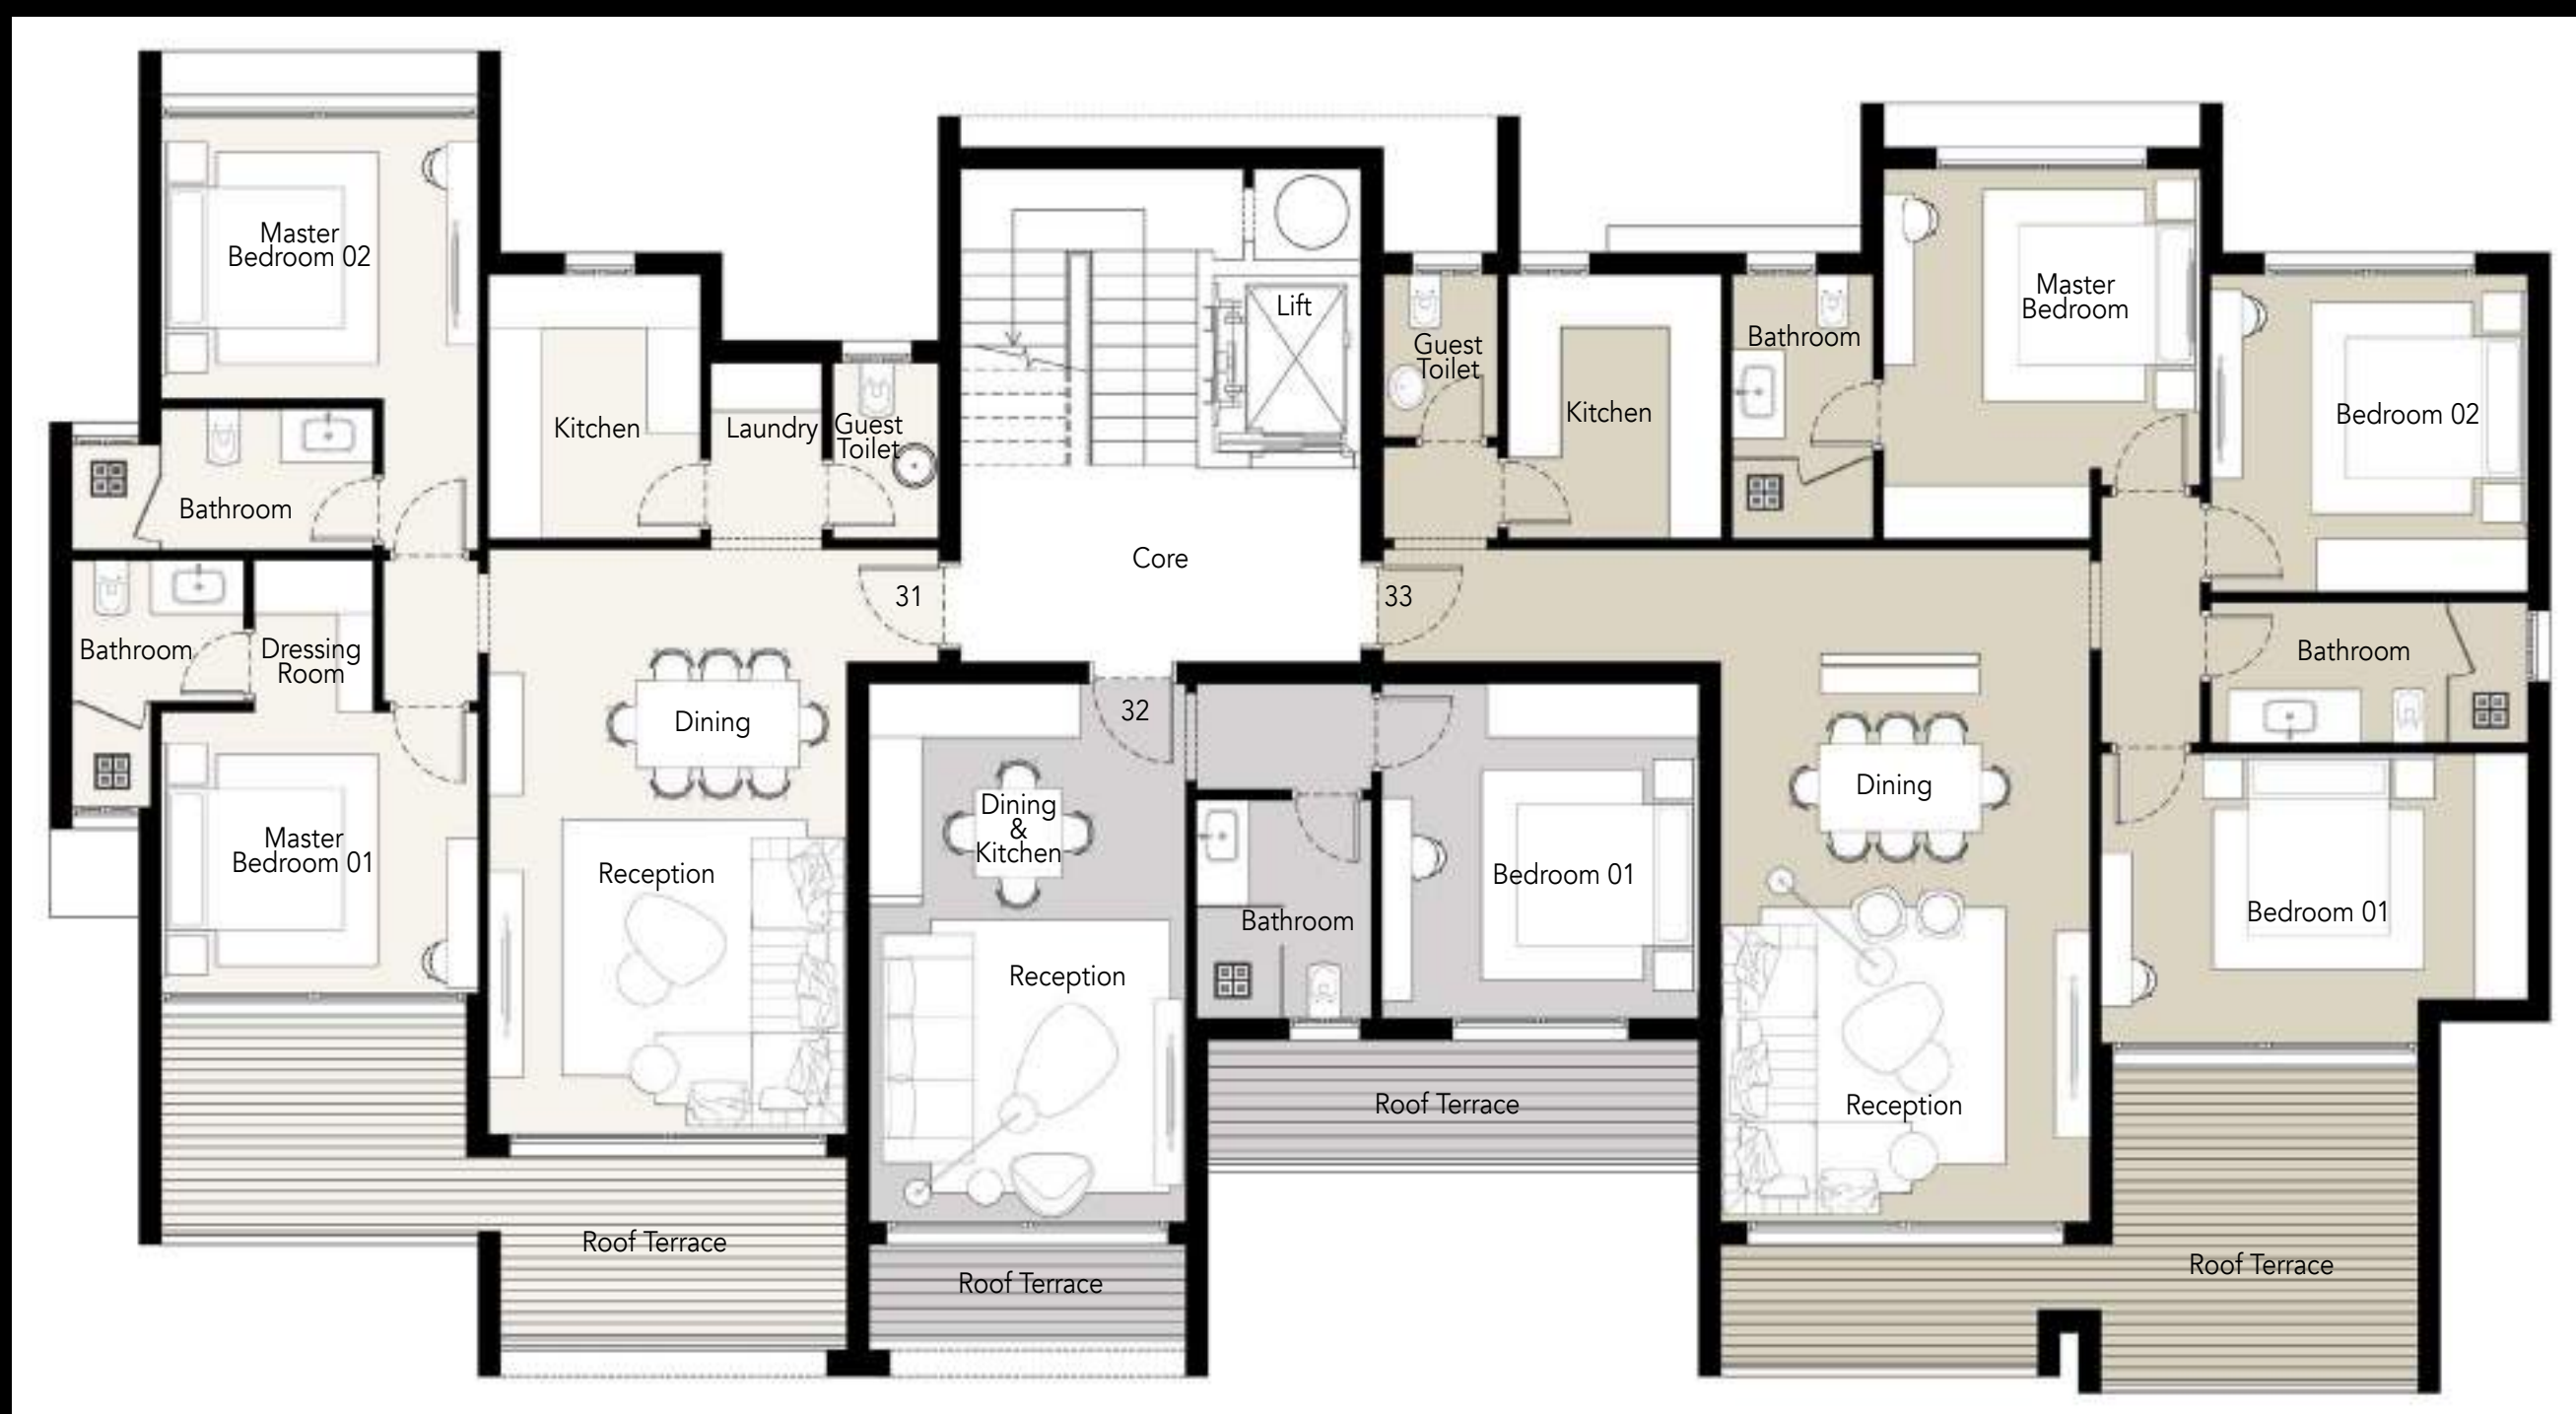 Master
Bedroom 02
Kitchen
Laundry
Guest
Toilet
Bathroom
Bathroom
Dressing
Room
Master
Bedroom 01
Dining
Reception
Roof Terrace
31
Core
Lift
32
Dining
&
Kitchen
Reception
Roof Terrace
Bathroom
Bedroom 01
Roof Terrace
33
Guest
Toilet
Kitchen
Bathroom
Master
Bedroom
Bedroom 02
Bathroom
Dining
Reception
Bedroom 01
Roof Terrace